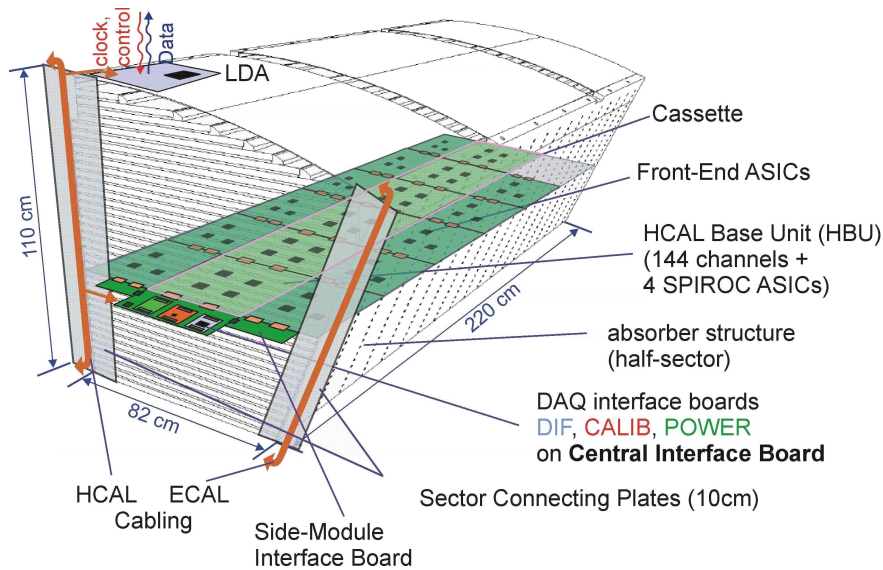 clock,
control
Data
LDA
Cassette
Front-End ASICs
110 cm
HCAL Base Unit (HBU)
(144 channels +
4 SPIROC ASICs)
220 cm
absorber structure
(half-sector)
82 cm
DAQ interface boards
DIF, CALIB, POWER
on Central Interface Board
HCAL ECAL
Cabling
Sector Connecting Plates (10cm)
Side-Module
Interface Board